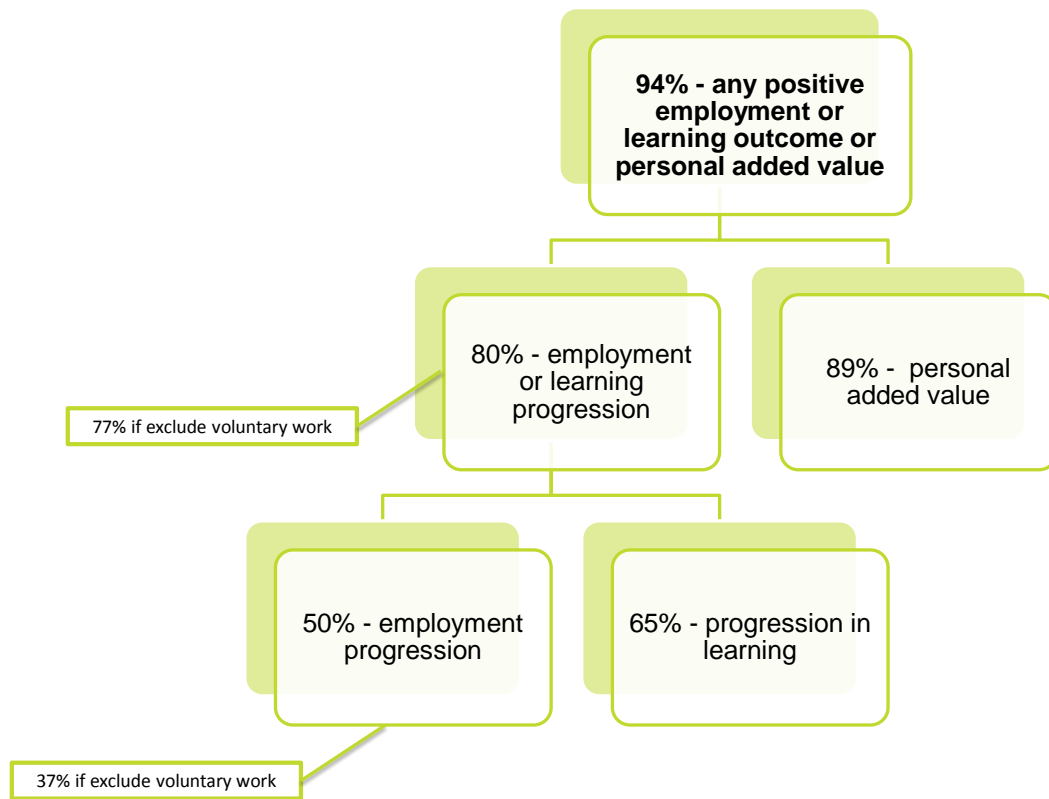 94% - any positive
employment or
learning outcome or
personal added value
80% - employment
or learning
progression
89% -  personal
added value
77% if exclude voluntary work
50% - employment
progression
65% - progression in
learning
37% if exclude voluntary work